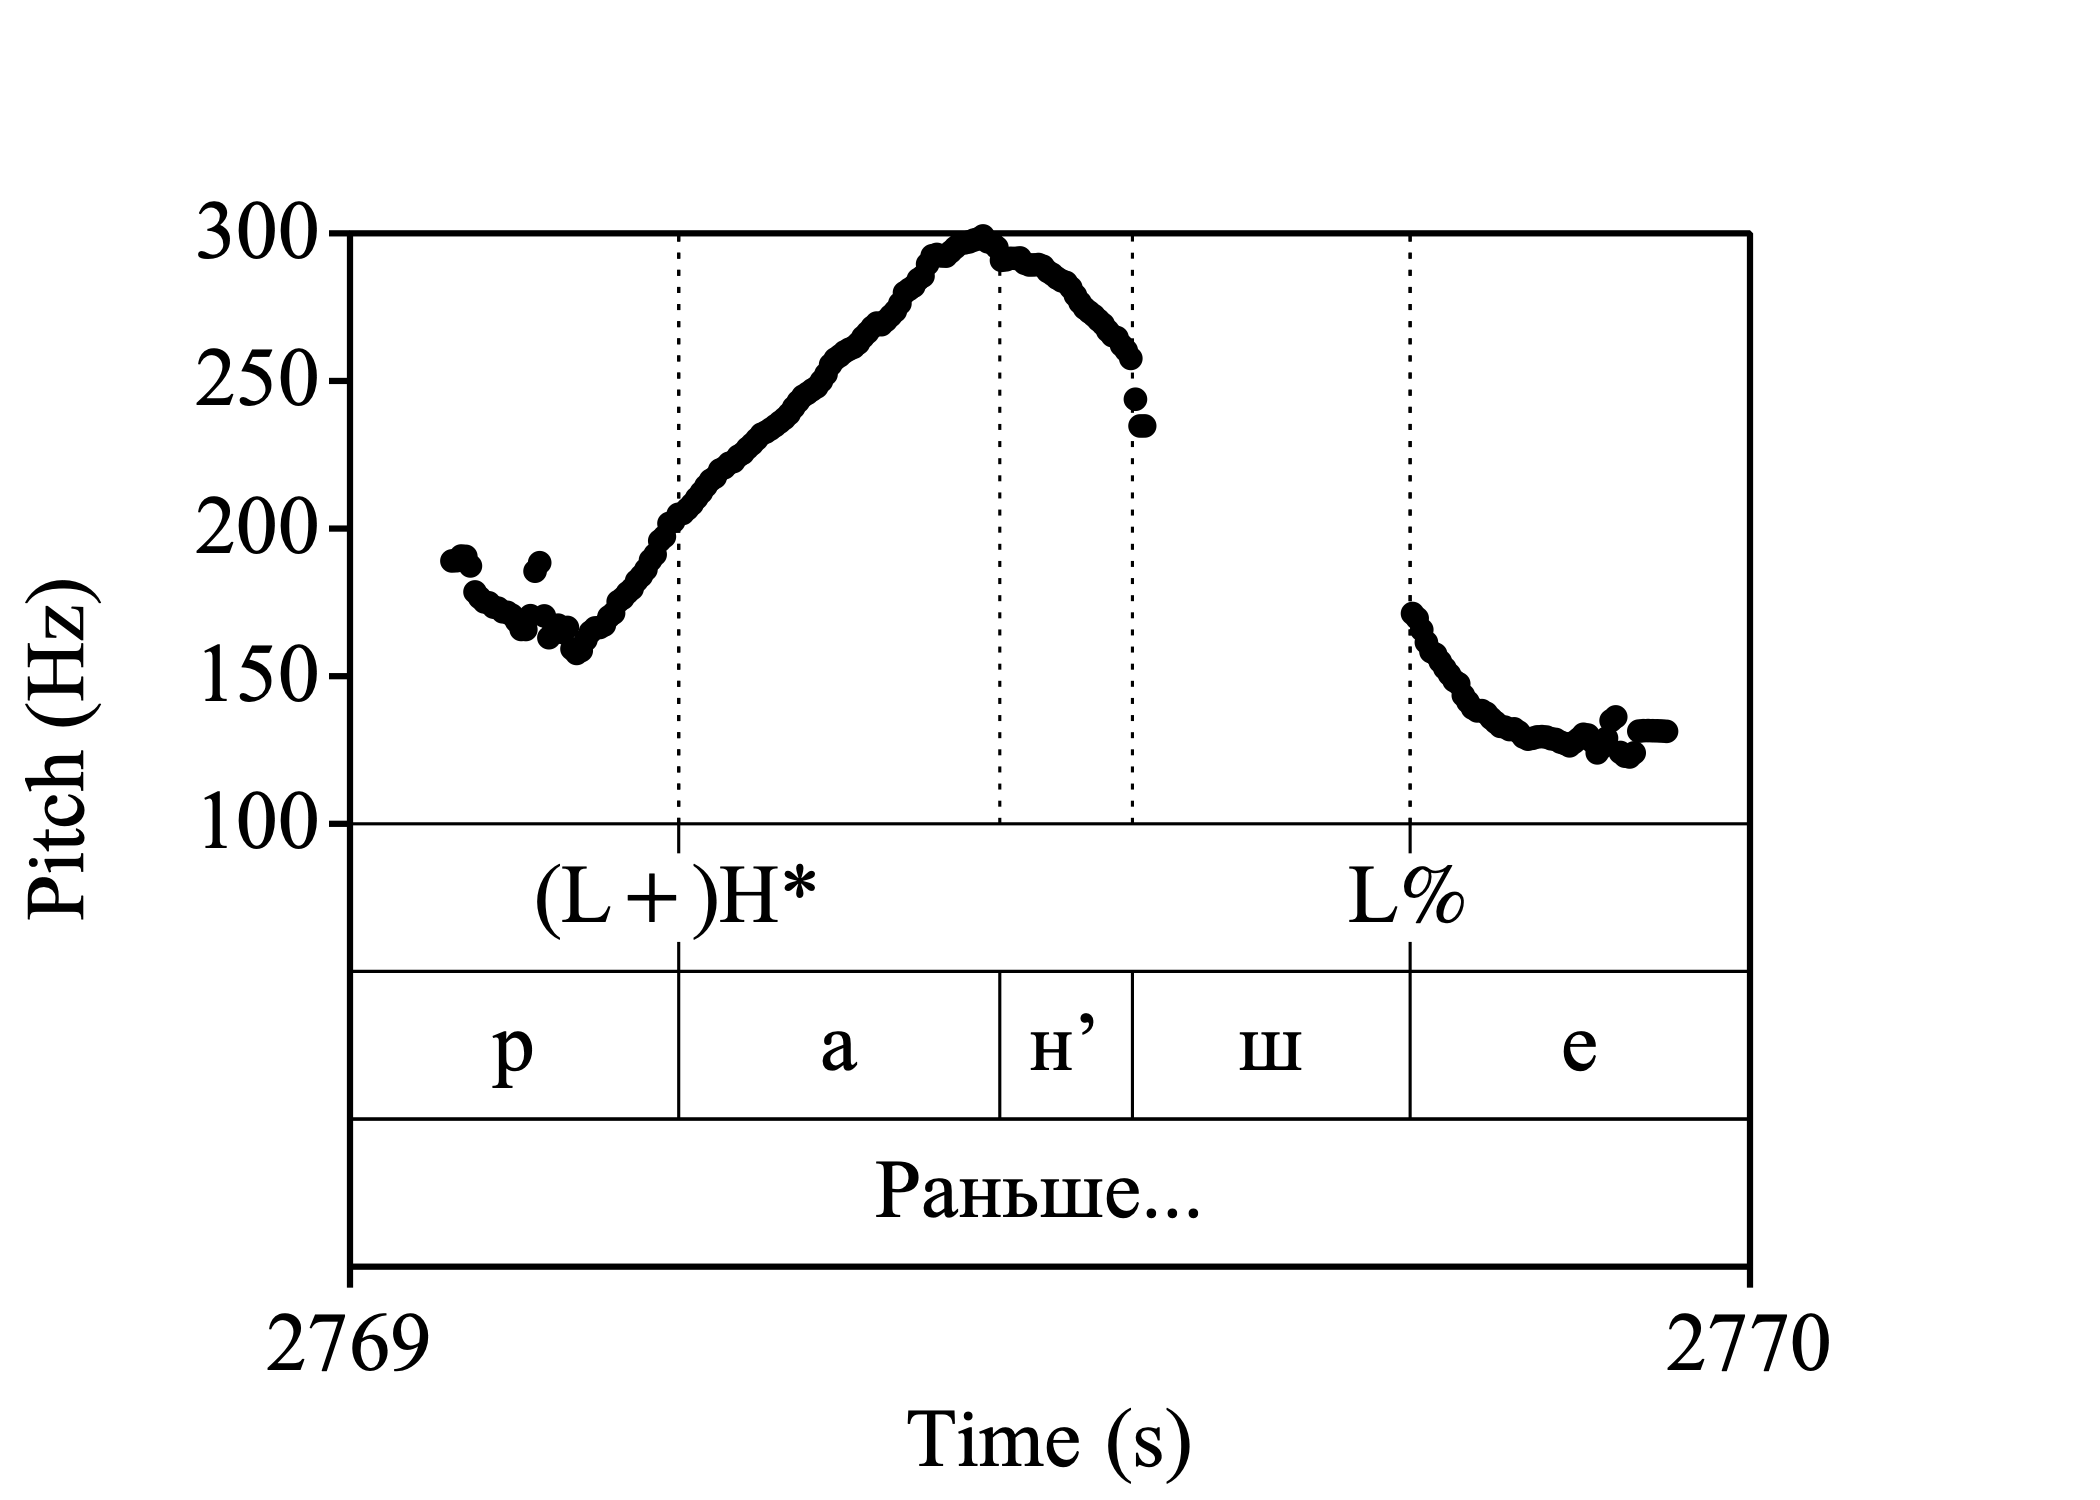 300
250
200
150
100
Pitch (Hz)
(L+)H* L%
р а н’ ш е
Раньше...
2769 2770
Time (s)